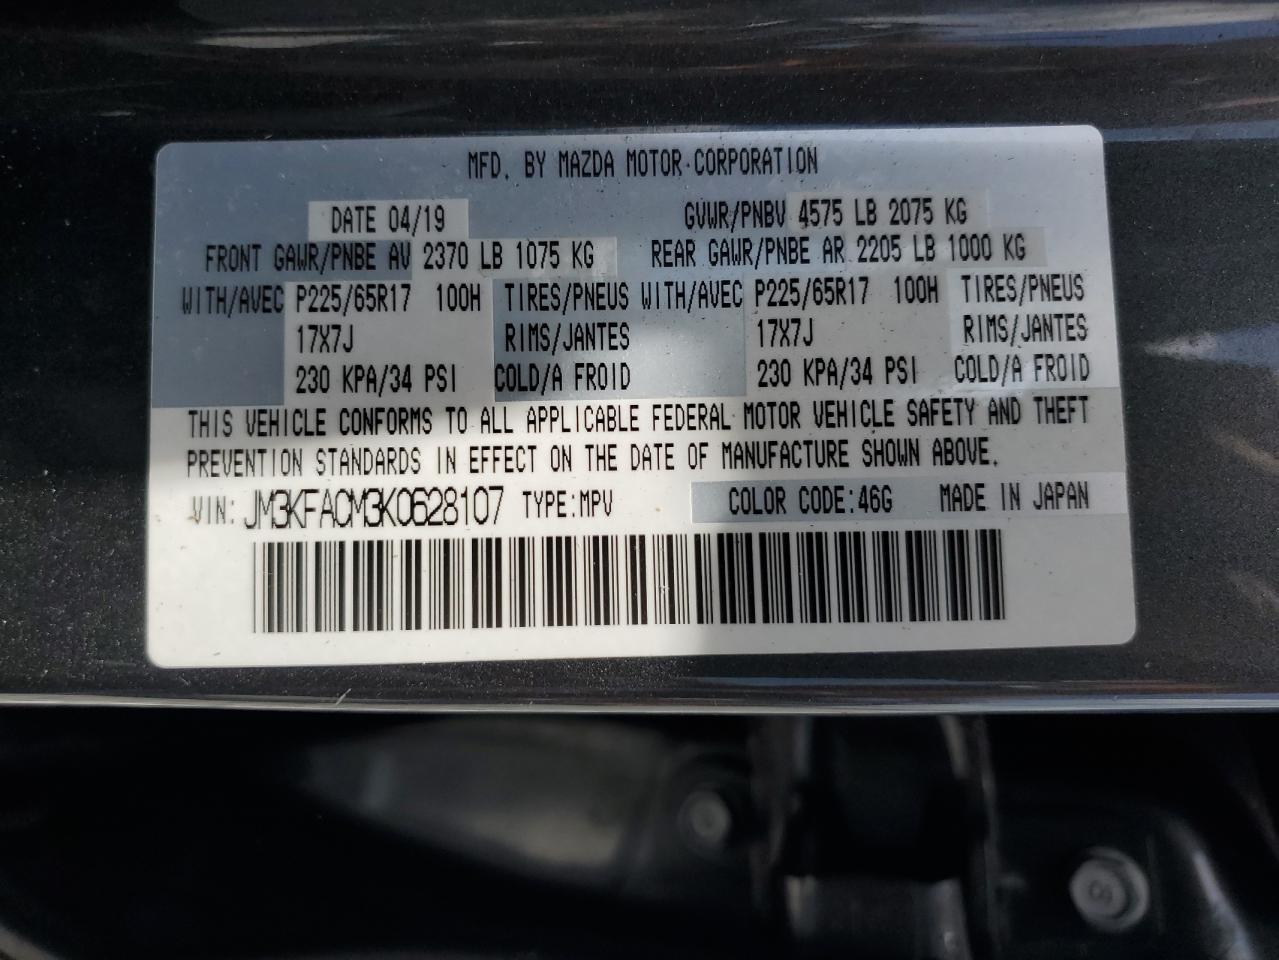 MFD. BY MAZDA MOTOR CORPORATION
DATE 04/19 GVWR/PNBV 4575 LB 2075 KG
FRONT GAWR/PNBE AV 2370 LB 1075 KG REAR GAWR/PNBE AR 2205 LB 1000 KG
WITH/AVEC P225/65R17 100H TIRES/PNEUS WITH/AVEC P225/65R17 100H TIRES/PNEUS
17X7J RIMS/JANTES 17X7J RIMS/JANTES
230 KPA/34 PSI COLD/A FROID 230 KPA/34 PSI COLD/A FROID
THIS VEHICLE CONFORMS TO ALL APPLICABLE FEDERAL MOTOR VEHICLE SAFETY AND THEFT
PREVENTION STANDARDS IN EFFECT ON THE DATE OF MANUFACTURE SHOWN ABOVE.
VIN: JM3KFACM3K0628107 TYPE:MPV COLOR CODE:46G MADE IN JAPAN